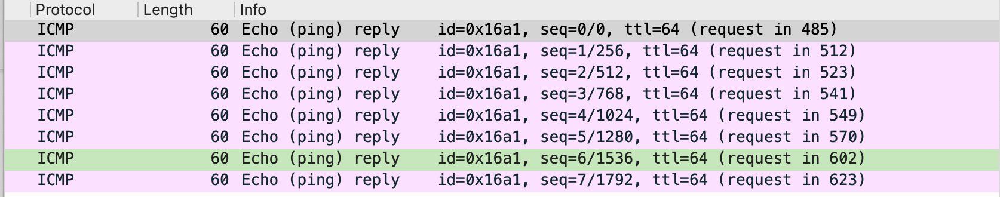 Protocol Length Info
ICMP 60 Echo (ping) reply id=0x16a1, seq=0/0, ttl=64 (request in 485)
ICMP 60 Echo (ping) reply id=0x16a1, seq=1/256, ttl=64 (request in 512)
ICMP 60 Echo (ping) reply id=0x16a1, seq=2/512, ttl=64 (request in 523)
ICMP 60 Echo (ping) reply id=0x16a1, seq=3/768, ttl=64 (request in 541)
ICMP 60 Echo (ping) reply id=0x16a1, seq=4/1024, ttl=64 (request in 549)
ICMP 60 Echo (ping) reply id=0x16a1, seq=5/1280, ttl=64 (request in 570)
ICMP 60 Echo (ping) reply id=0x16a1, seq=6/1536, ttl=64 (request in 602)
ICMP 60 Echo (ping) reply id=0x16a1, seq=7/1792, ttl=64 (request in 623)